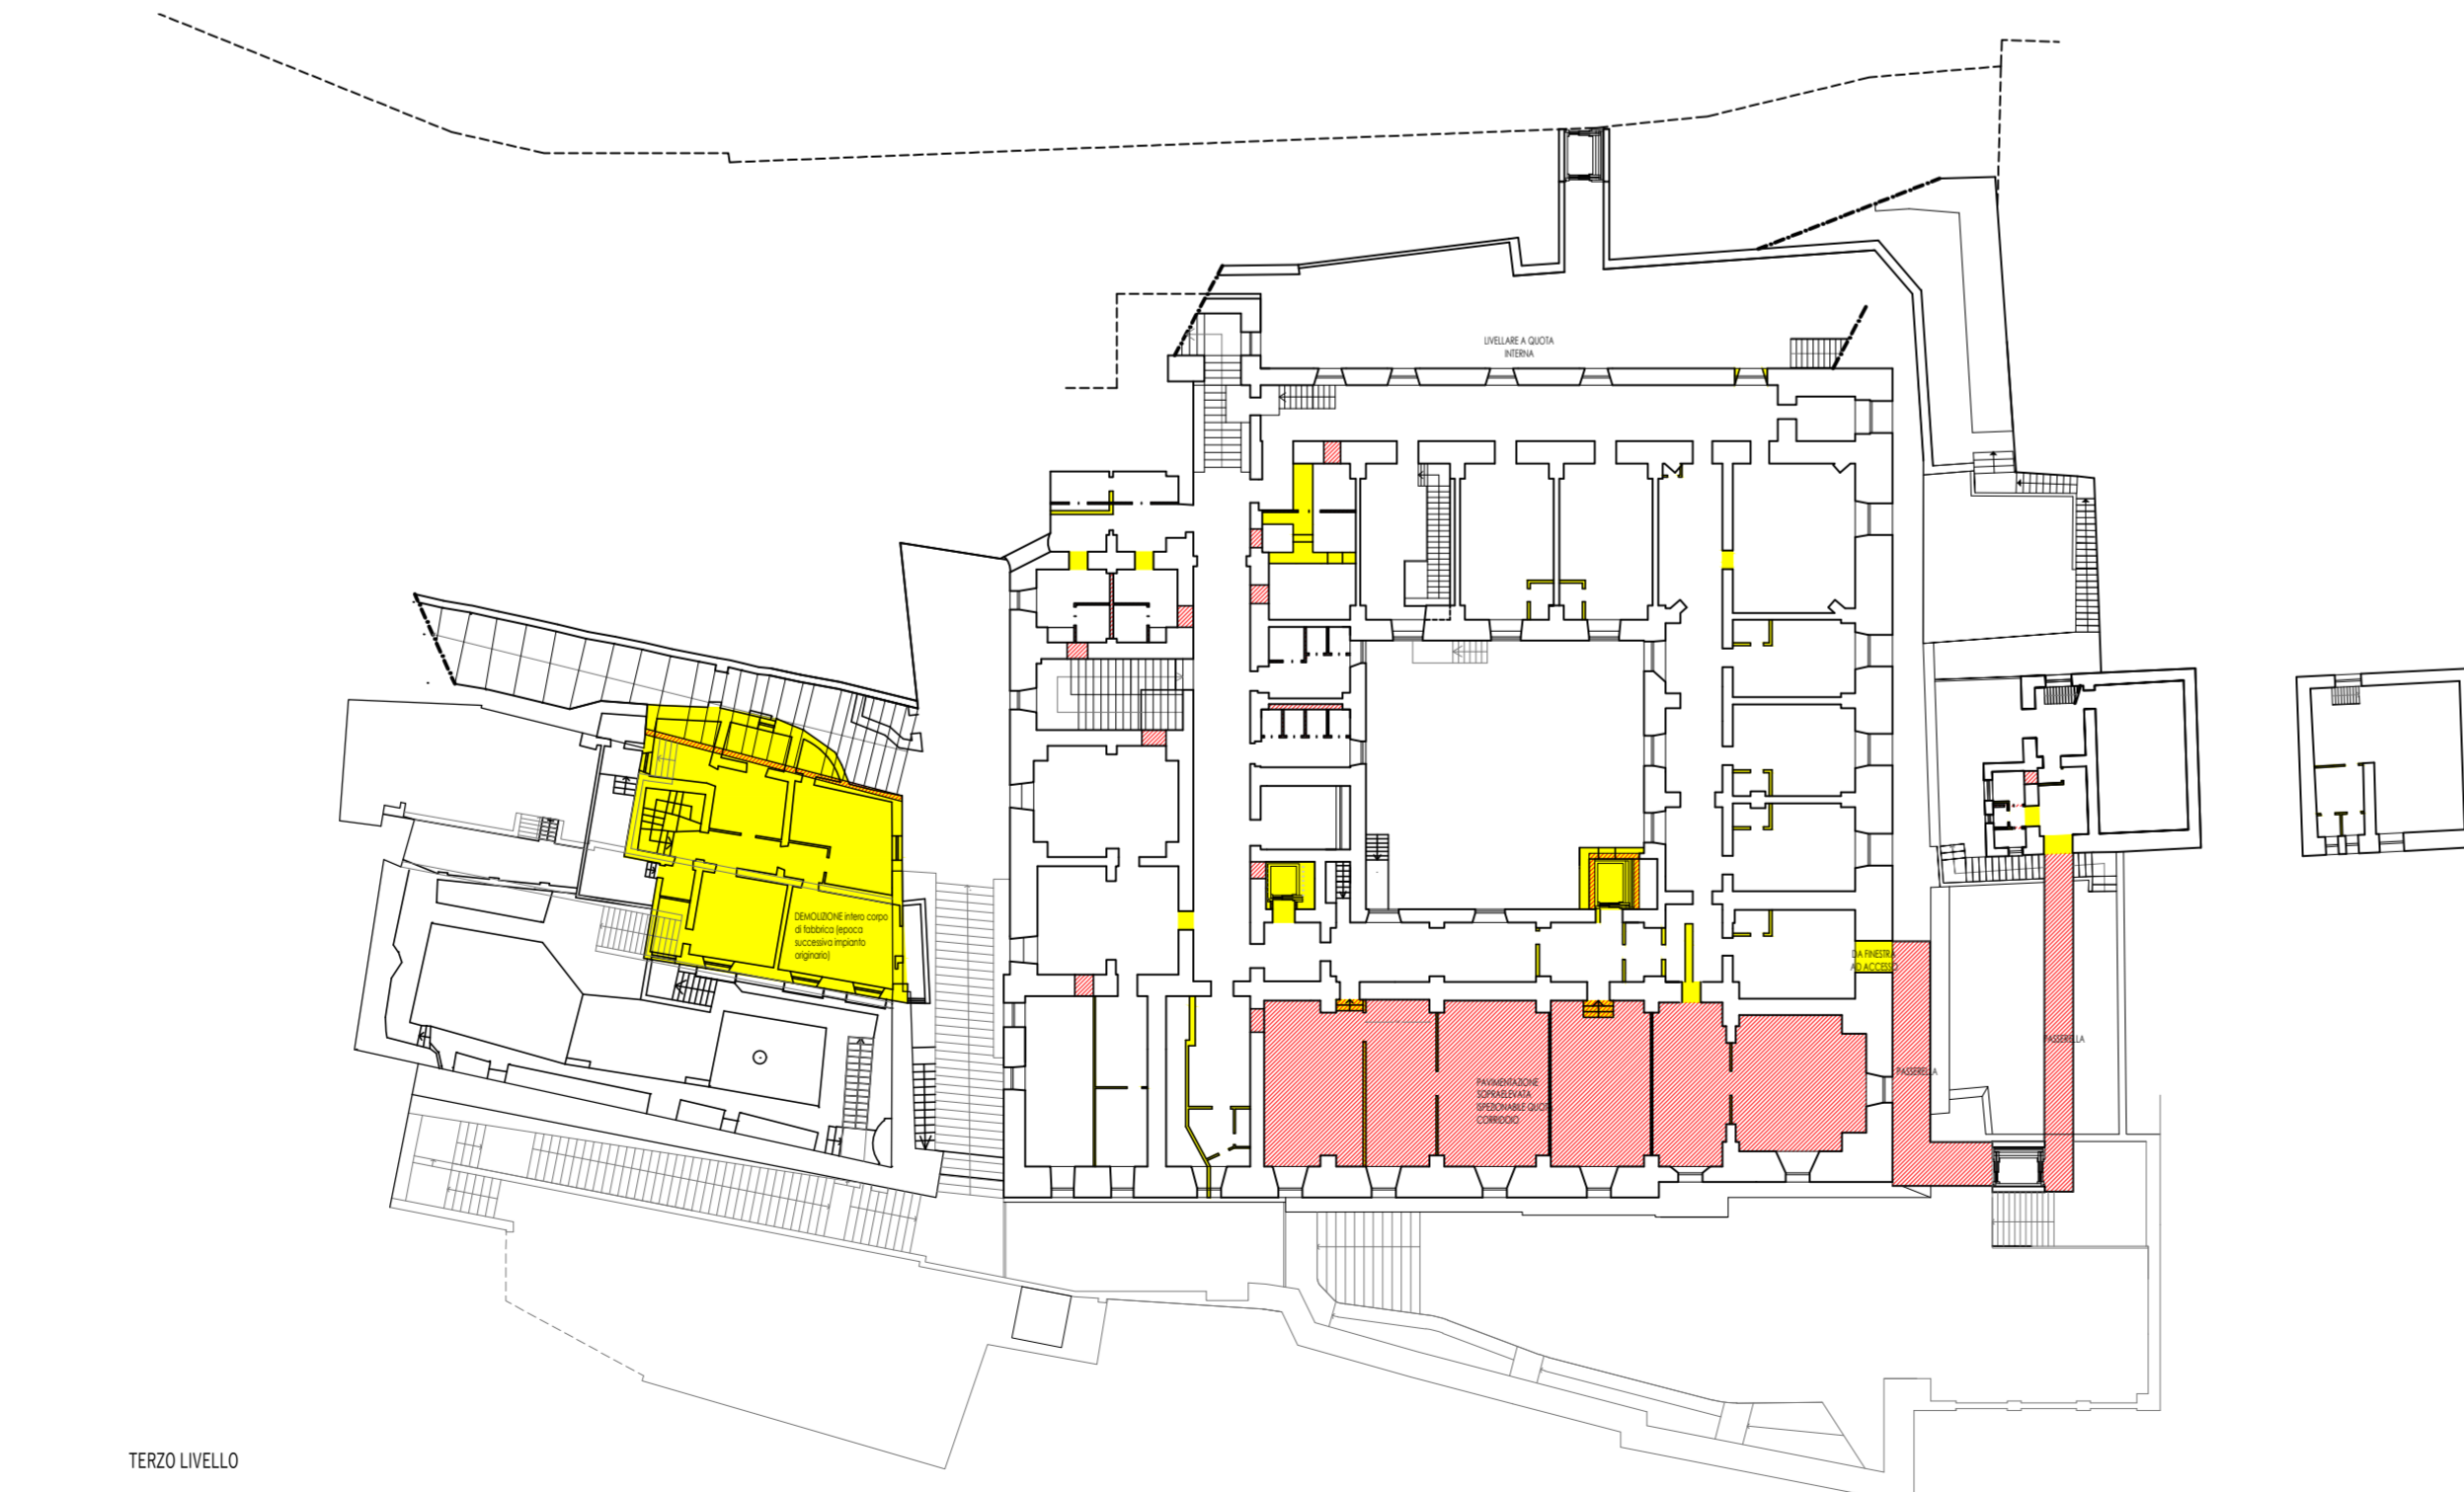 LIVELLARE A QUOTA
INTERNA
DEMOLIZIONE intero corpo
di fabbrica (epoca
successiva impianto
originario)
DA FINESTRA
AD ACCESSO
PASSERELLA
PASSERELLA
PAVIMENTAZIONE
SOPRAELEVATA
ISPEZIONABILE QUOTA
CORRIDOIO
TERZO LIVELLO